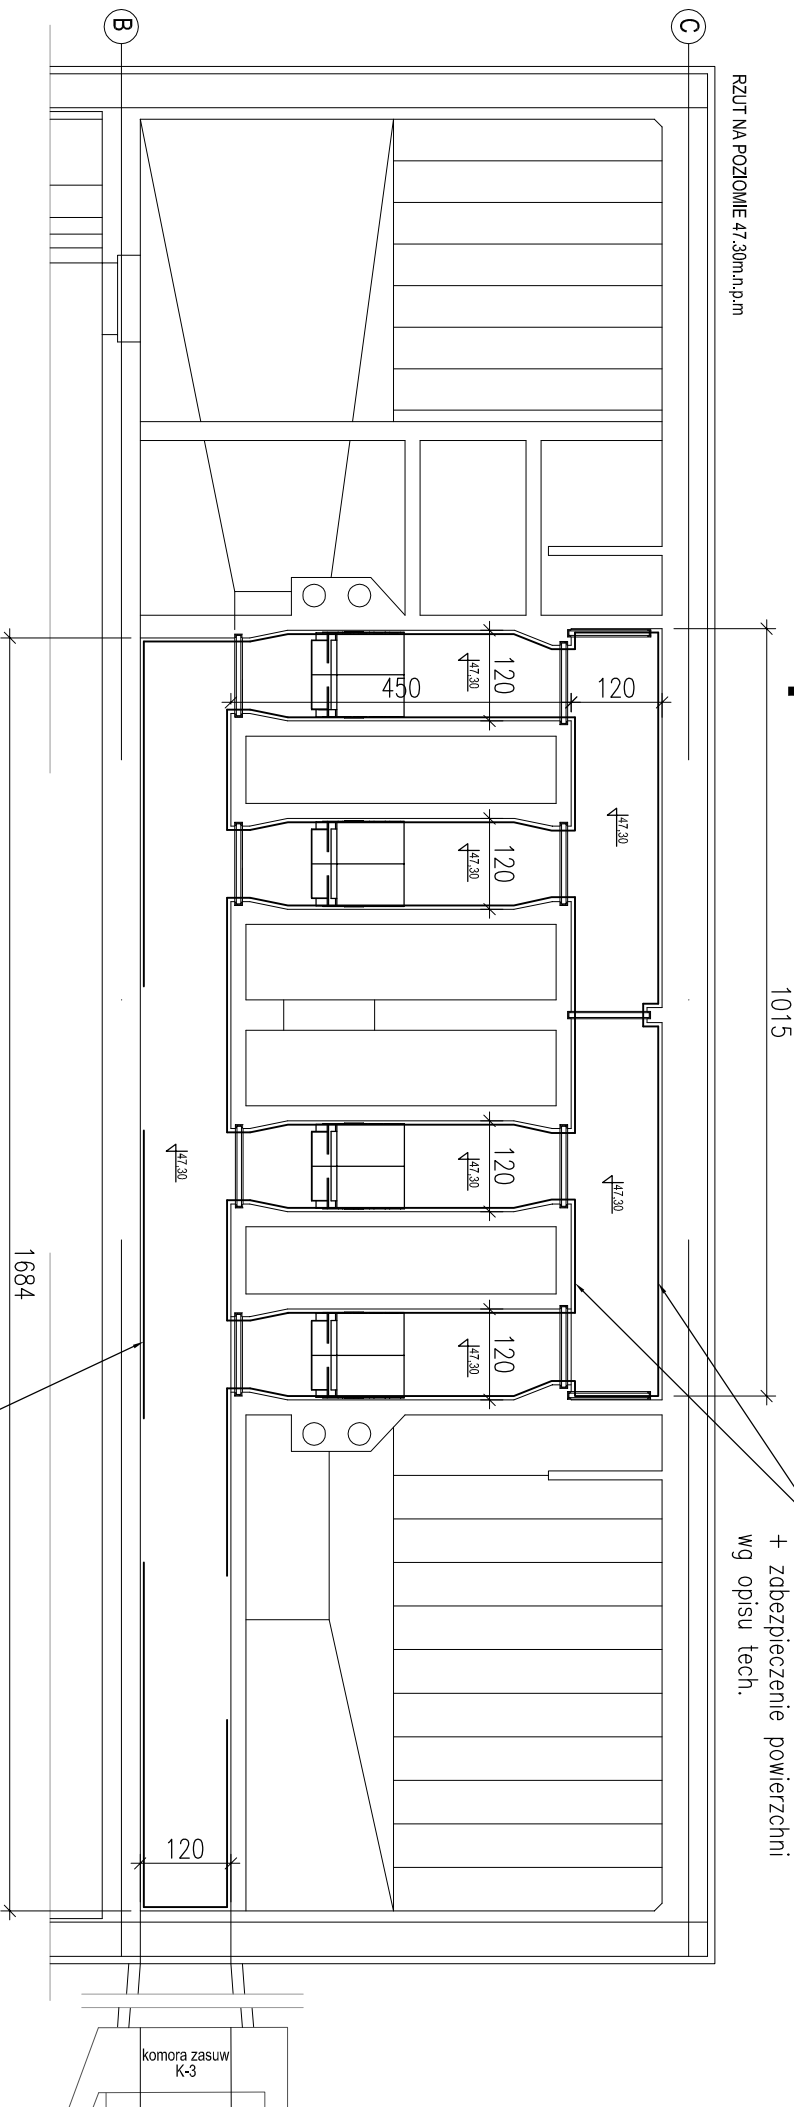 B
C
RZUT NA POZIOMIE 47.30m.n.p.m
120
47.30
450
120
47.30
120
47.30
1015
120
47.30
47.30
47.30
1684
120
47.30
+ zabezpieczenie powierzchni
wg opisu tech.
120
komora zasuw
K-3